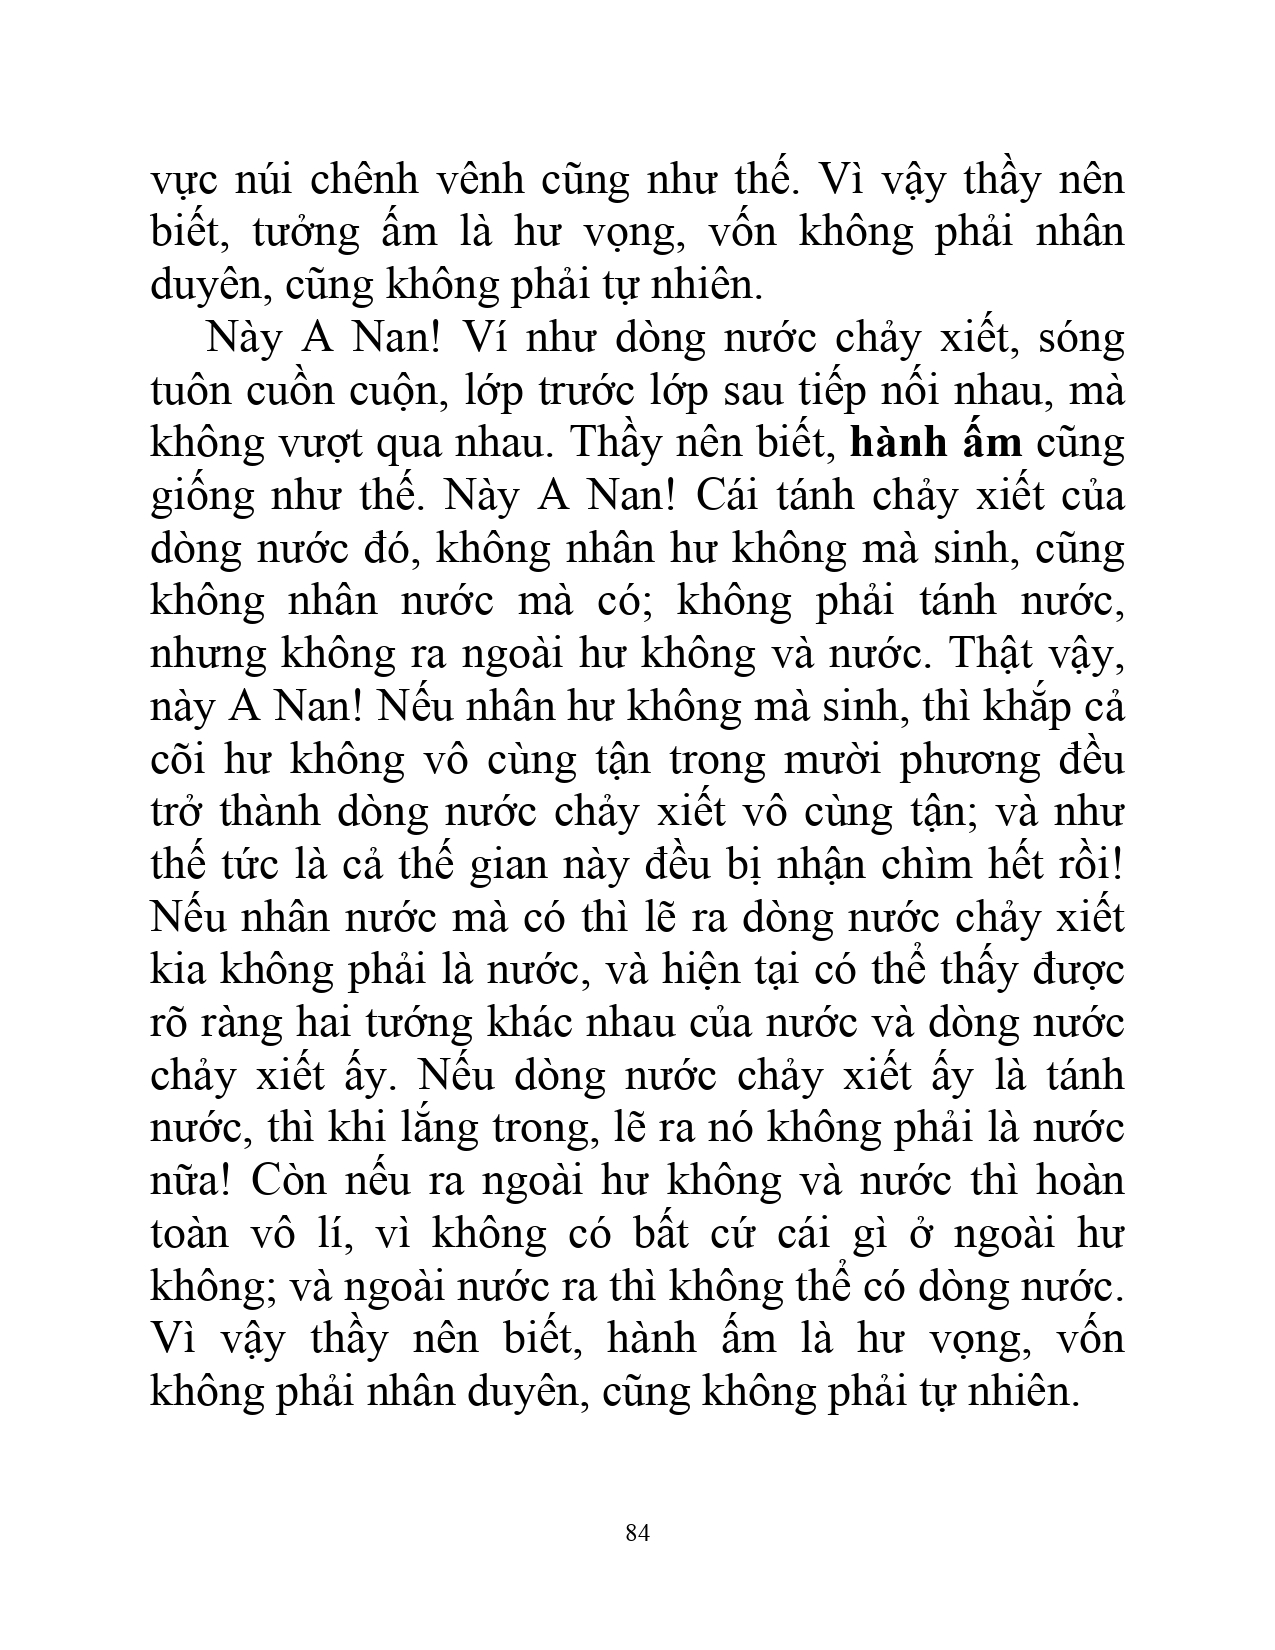 vực núi chênh vênh cũng như thế. Vì vậy thầy nên
biết, tưởng ấm là hư vọng, vốn không phải nhân
duyên, cũng không phải tự nhiên.
Này A Nan! Ví như dòng nước chảy xiết, sóng
tuôn cuồn cuộn, lớp trước lớp sau tiếp nối nhau, mà
không vượt qua nhau. Thầy nên biết, hành ấm cũng
giống như thế. Này A Nan! Cái tánh chảy xiết của
dòng nước đó, không nhân hư không mà sinh, cũng
không nhân nước mà có; không phải tánh nước,
nhưng không ra ngoài hư không và nước. Thật vậy,
này A Nan! Nếu nhân hư không mà sinh, thì khắp cả
cõi hư không vô cùng tận trong mười phương đều
trở thành dòng nước chảy xiết vô cùng tận; và như
thế tức là cả thế gian này đều bị nhận chìm hết rồi!
Nếu nhân nước mà có thì lẽ ra dòng nước chảy xiết
kia không phải là nước, và hiện tại có thể thấy được
rõ ràng hai tướng khác nhau của nước và dòng nước
chảy xiết ấy. Nếu dòng nước chảy xiết ấy là tánh
nước, thì khi lắng trong, lẽ ra nó không phải là nước
nữa! Còn nếu ra ngoài hư không và nước thì hoàn
toàn vô lí, vì không có bất cứ cái gì ở ngoài hư
không; và ngoài nước ra thì không thể có dòng nước.
Vì vậy thầy nên biết, hành ấm là hư vọng, vốn
không phải nhân duyên, cũng không phải tự nhiên.
84